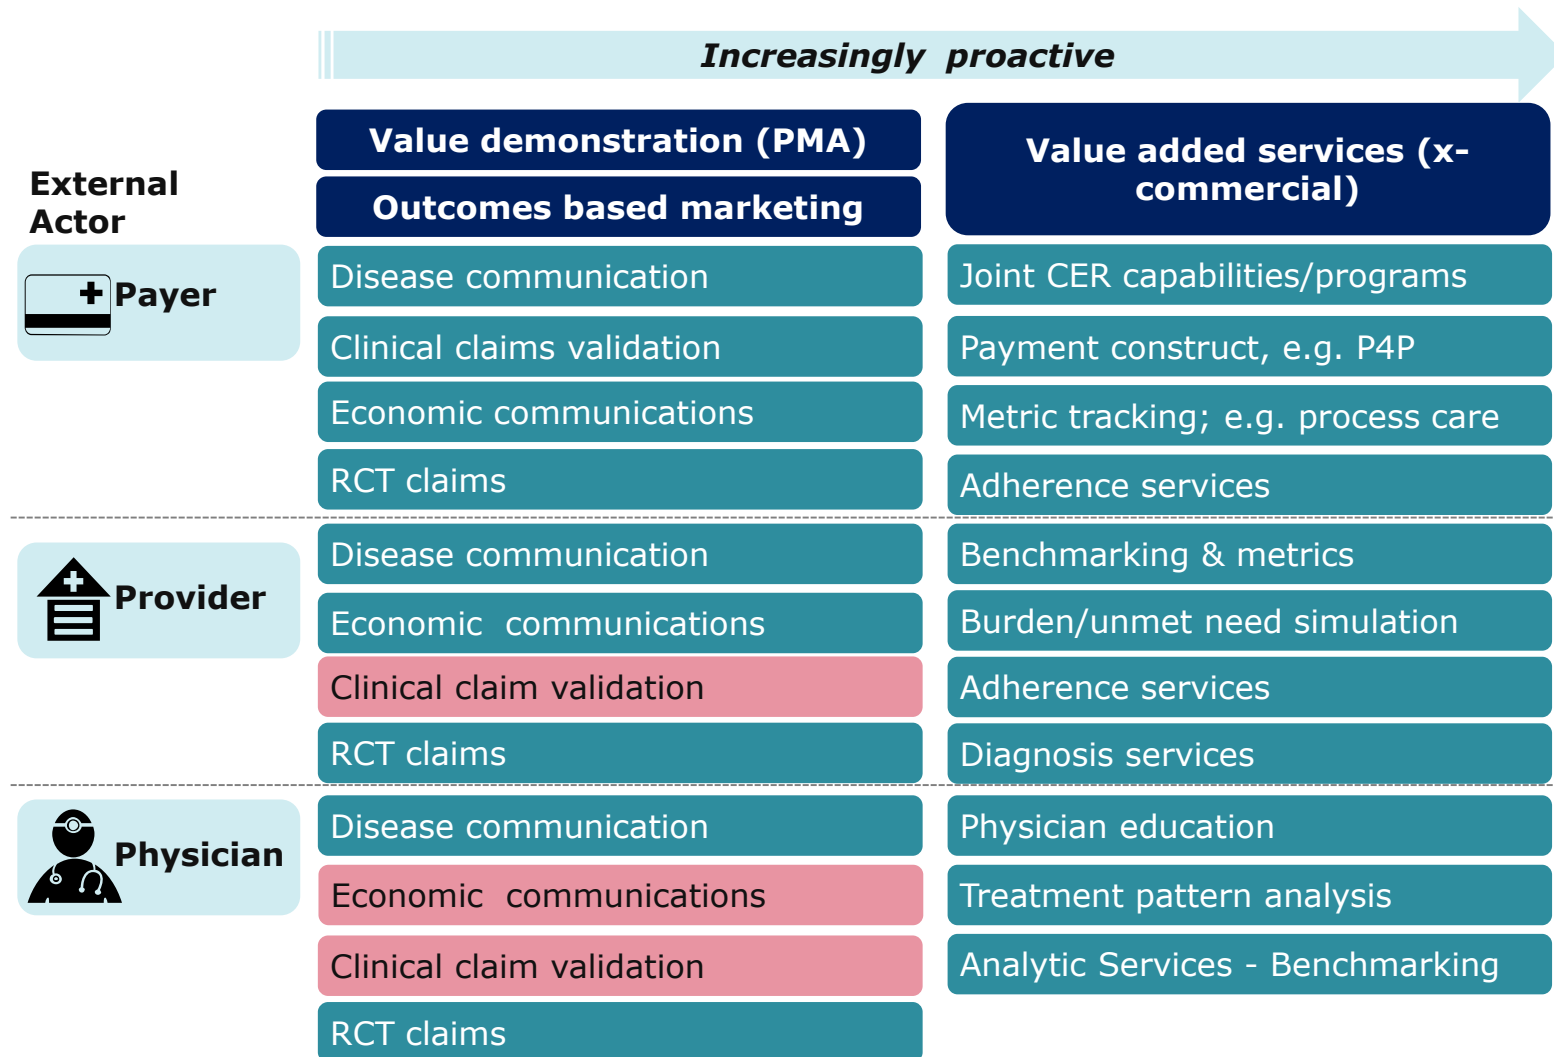 Increasingly proactive
Value demonstration (PMA)
Outcomes based marketing
Value added services (x-
commercial)
External
Actor
Payer
Disease communication
Joint CER capabilities/programs
Clinical claims validation
Payment construct, e.g. P4P
Economic communications
Metric tracking; e.g. process care
RCT claims
Adherence services
Provider
Disease communication
Benchmarking & metrics
Economic communications
Burden/unmet need simulation
Clinical claim validation
Adherence services
RCT claims
Diagnosis services
Physician
Disease communication
Physician education
Economic communications
Treatment pattern analysis
Clinical claim validation
Analytic Services - Benchmarking
RCT claims